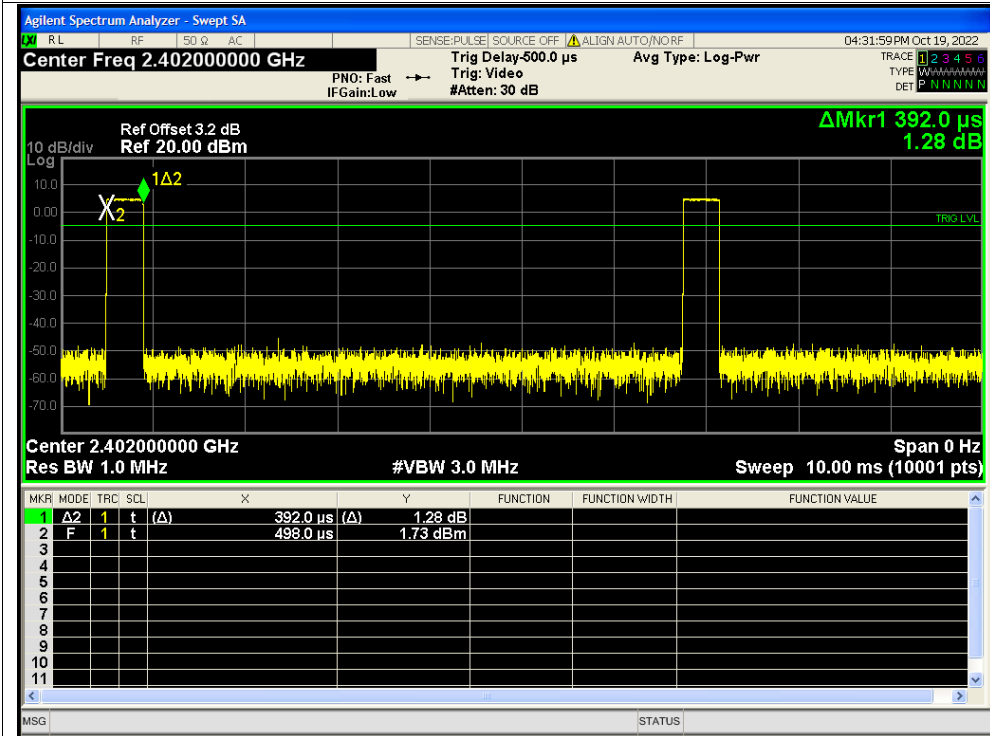 Agilent Spectrum Analyzer - Swept SA
LXI RL RF 50 Ω AC SENSE:PULSE SOURCE OFF ALIGN AUTO/NO RF 04:31:59 PM Oct 19, 2022
Center Freq 2.402000000 GHz
PNO: Fast
IFGain:Low
Trig Delay-500.0 µs
Trig: Video
#Atten: 30 dB
Avg Type: Log-Pwr
TRACE 1 2 3 4 5 6
TYPE WWWWWW
DET P N N N N N
ΔMkr1 392.0 µs
1.28 dB
Ref Offset 3.2 dB
10 dB/div Ref 20.00 dBm
Log
10.0
0.00
-10.0
-20.0
-30.0
-40.0
-50.0
-60.0
-70.0
1Δ2
X2
TRIG LVL
Center 2.402000000 GHz Span 0 Hz
Res BW 1.0 MHz #VBW 3.0 MHz Sweep 10.00 ms (10001 pts)
MKR MODE TRC SCL X Y FUNCTION FUNCTION WIDTH FUNCTION VALUE
1 Δ2 1 t (Δ) 392.0 µs (Δ) 1.28 dB
2 F 1 t 498.0 µs 1.73 dBm
3
4
5
6
7
8
9
10
11
MSG STATUS